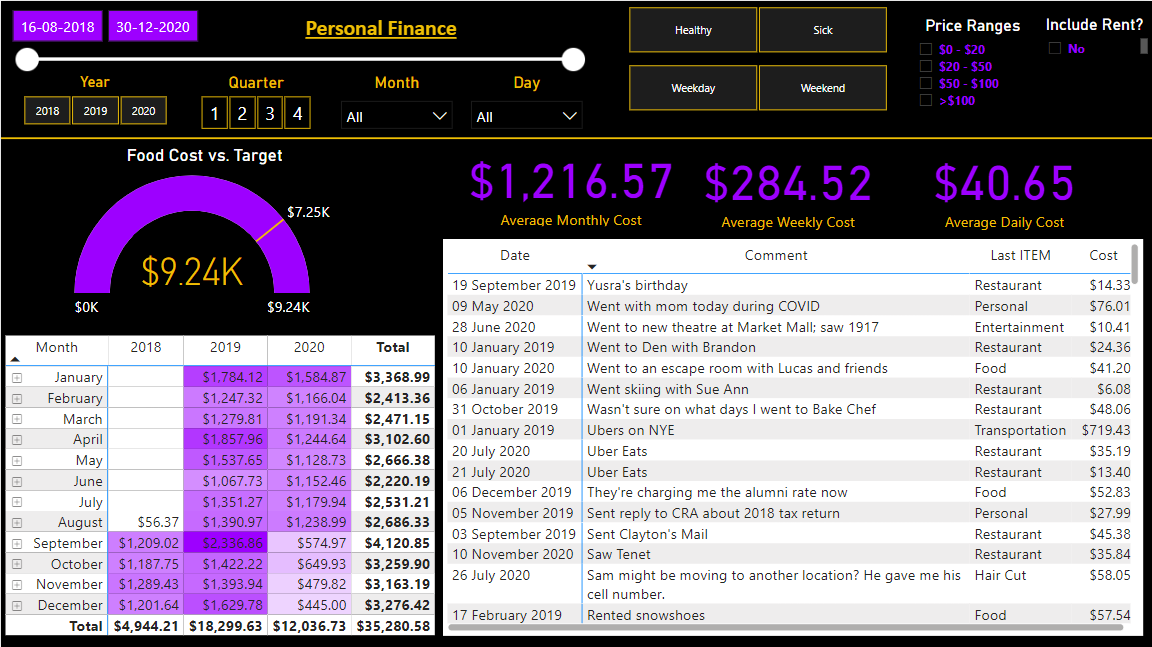 16-08-2018 30-12-2020
Personal Finance
Healthy Sick
Weekday Weekend
Price Ranges
$0 - $20
$20 - $50
$50 - $100
>$100
Include Rent?
No
Year
2018 2019 2020
Quarter
1 2 3 4
Month
All
Day
All
Food Cost vs. Target
$7.25K
$9.24K
$0K
$9.24K
$1,216.57
Average Monthly Cost
$284.52
Average Weekly Cost
$40.65
Average Daily Cost
Month 2018 2019 2020 Total
January $1,784.12 $1,584.87 $3,368.99
February $1,247.32 $1,166.04 $2,413.36
March $1,279.81 $1,191.34 $2,471.15
April $1,857.96 $1,244.64 $3,102.60
May $1,537.65 $1,128.73 $2,666.38
June $1,067.73 $1,152.46 $2,220.19
July $1,351.27 $1,179.94 $2,531.21
August $56.37 $1,390.97 $1,238.99 $2,686.33
September $1,209.02 $2,336.86 $574.97 $4,120.85
October $1,187.75 $1,422.22 $649.93 $3,259.90
November $1,289.43 $1,393.94 $479.82 $3,163.19
December $1,201.64 $1,629.78 $445.00 $3,276.42
Total $4,944.21 $18,299.63 $12,036.73 $35,280.58
Date Comment Last ITEM Cost
19 September 2019 Yusra's birthday Restaurant $14.33
09 May 2020 Went with mom today during COVID Personal $76.01
28 June 2020 Went to new theatre at Market Mall; saw 1917 Entertainment $10.41
10 January 2019 Went to Den with Brandon Restaurant $24.36
10 January 2020 Went to an escape room with Lucas and friends Food $41.20
06 January 2019 Went skiing with Sue Ann Restaurant $6.08
31 October 2019 Wasn't sure on what days I went to Bake Chef Restaurant $48.06
01 January 2019 Ubers on NYE Transportation $719.43
20 July 2020 Uber Eats Restaurant $35.19
21 July 2020 Uber Eats Restaurant $13.40
06 December 2019 They're charging me the alumni rate now Food $52.83
05 November 2019 Sent reply to CRA about 2018 tax return Personal $27.99
03 September 2019 Sent Clayton's Mail Restaurant $45.38
10 November 2020 Saw Tenet Restaurant $35.84
26 July 2020 Sam might be moving to another location? He gave me his Hair Cut $58.05
cell number.
17 February 2019 Rented snowshoes Food $57.54